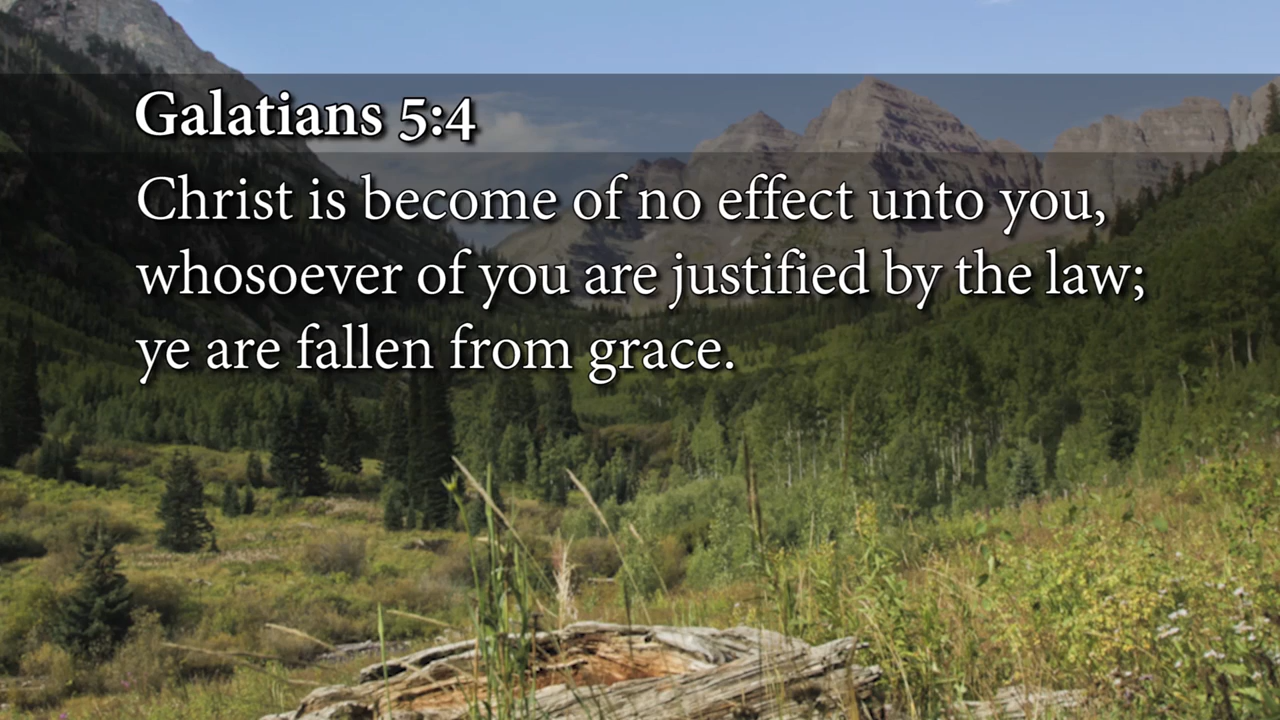 Galatians 5:4
Christ is become of no effect unto you,
whosoever of you are justified by the law;
ye are fallen from grace.